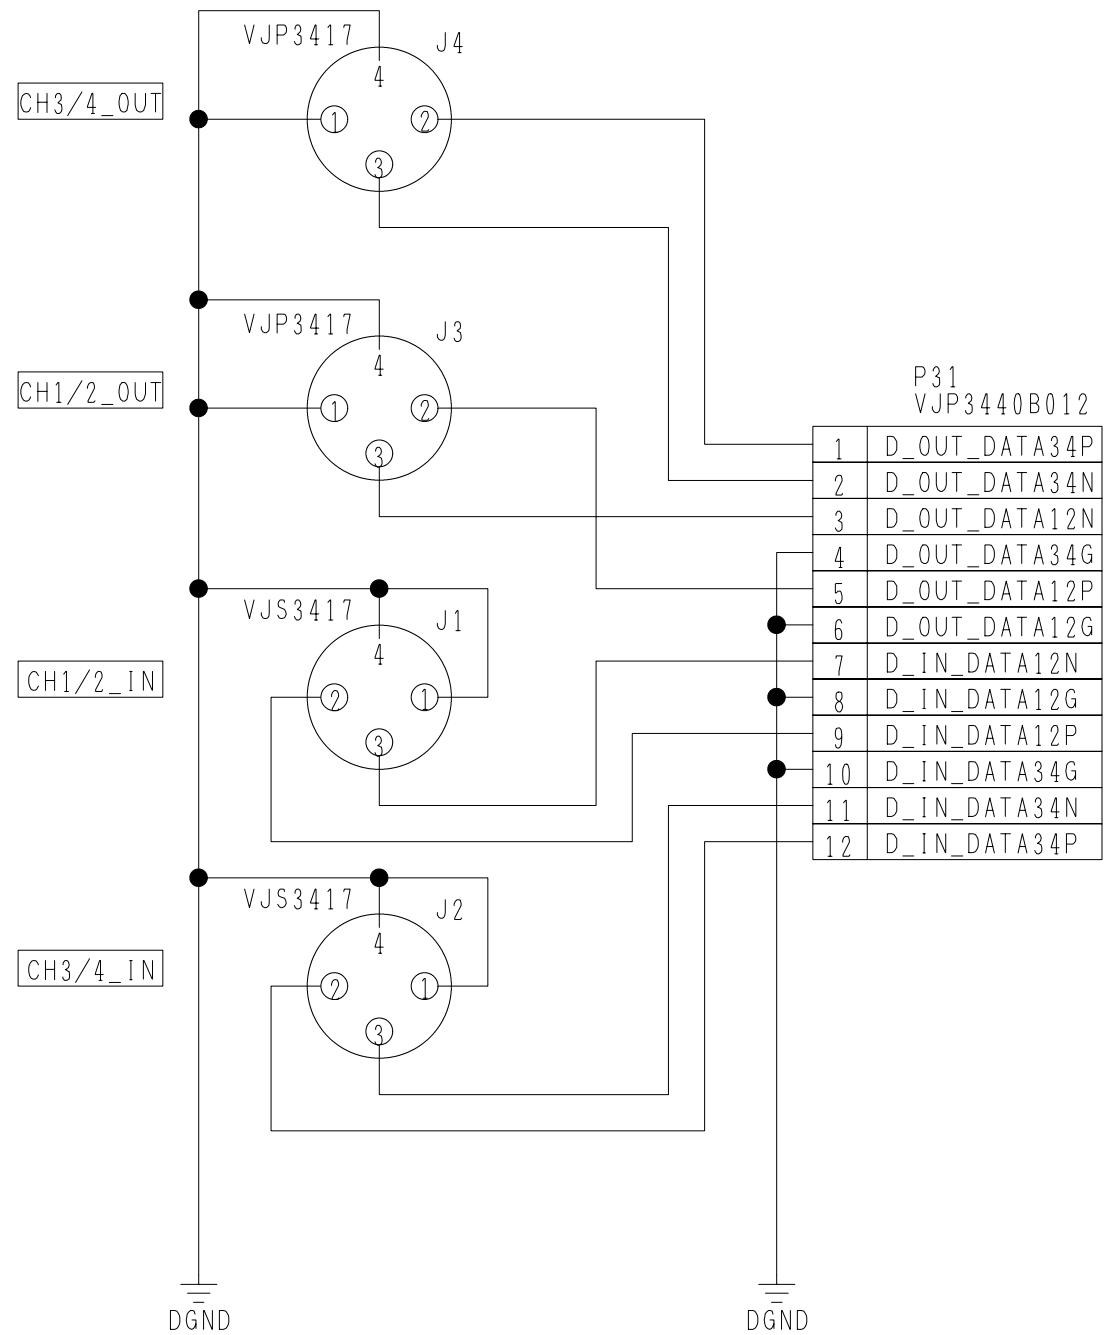 VJP3417
J4
4
CH3/4_OUT
1
2
3
VJP3417
J3
4
CH1/2_OUT
1
2
3
P31
VJP3440B012
1 D_OUT_DATA34P
2 D_OUT_DATA34N
3 D_OUT_DATA12N
4 D_OUT_DATA34G
5 D_OUT_DATA12P
6 D_OUT_DATA12G
7 D_IN_DATA12N
8 D_IN_DATA12G
9 D_IN_DATA12P
10 D_IN_DATA34G
11 D_IN_DATA34N
12 D_IN_DATA34P
VJS3417
J1
4
CH1/2_IN
2
1
3
VJS3417
J2
4
CH3/4_IN
2
1
3
DGND
DGND